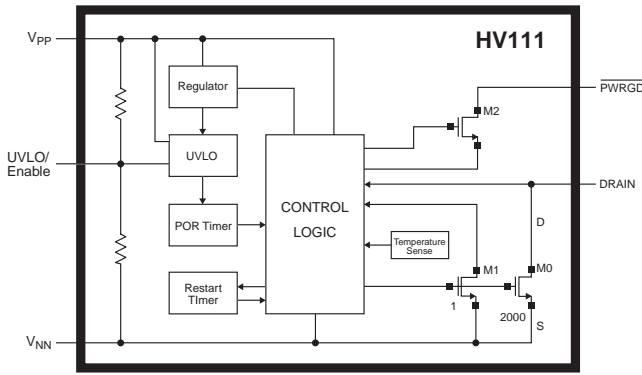 HV111
VPP
Regulator
M2
PWRGD
UVLO/
Enable
UVLO
DRAIN
CONTROL
LOGIC
D
POR Timer
Temperature
Sense
M1
M0
Restart
TImer
1
2000
S
VNN